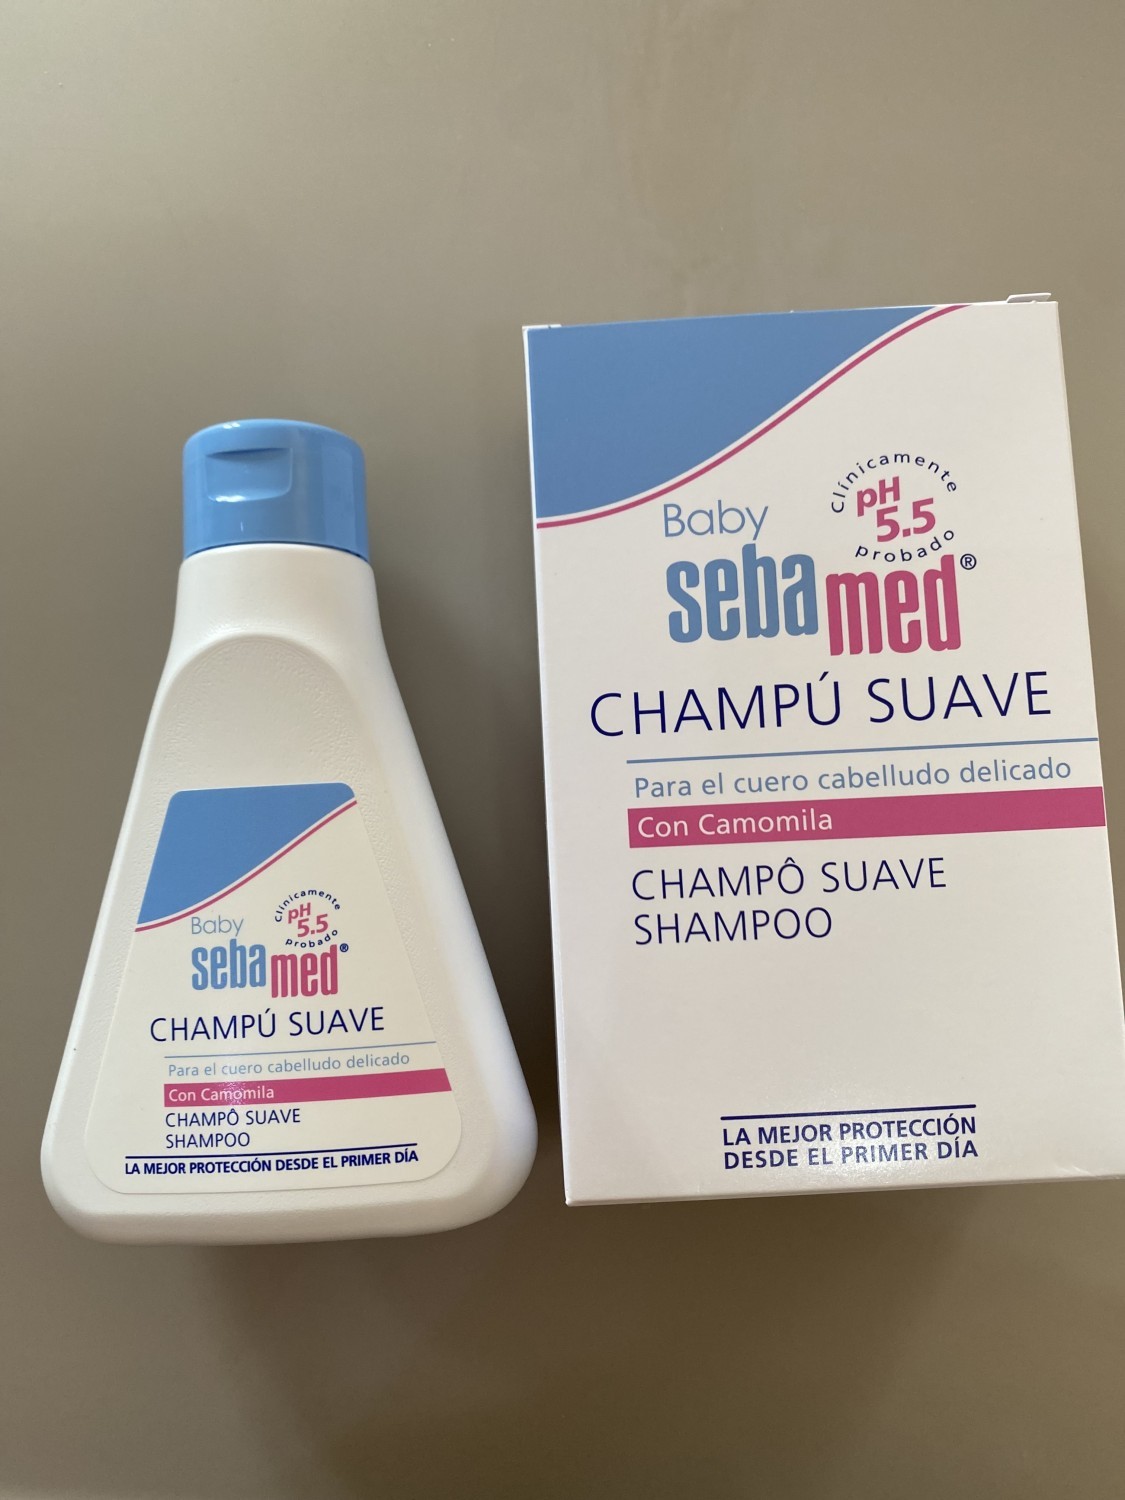 Baby
Clínicamente
pH
5.5
probado
sebamed®
CHAMPÚ SUAVE
Para el cuero cabelludo delicado
Con Camomila
CHAMPÔ SUAVE
SHAMPOO
LA MEJOR PROTECCIÓN DESDE EL PRIMER DÍA
Baby
Clínicamente
pH
5.5
probado
sebamed®
CHAMPÚ SUAVE
Para el cuero cabelludo delicado
Con Camomila
CHAMPÔ SUAVE
SHAMPOO
LA MEJOR PROTECCIÓN
DESDE EL PRIMER DÍA